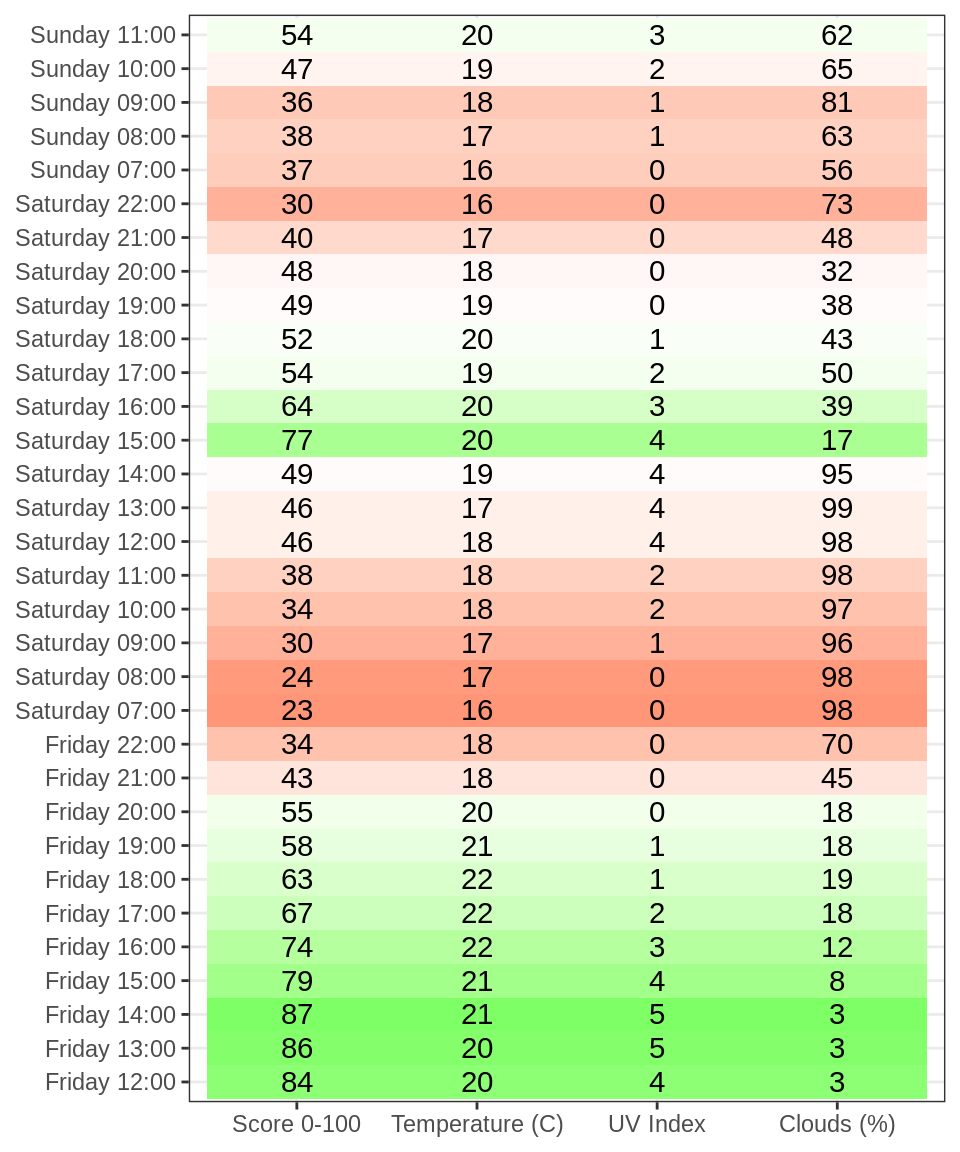 Sunday 11:00 54 20 3 62
Sunday 10:00 47 19 2 65
Sunday 09:00 36 18 1 81
Sunday 08:00 38 17 1 63
Sunday 07:00 37 16 0 56
Saturday 22:00 30 16 0 73
Saturday 21:00 40 17 0 48
Saturday 20:00 48 18 0 32
Saturday 19:00 49 19 0 38
Saturday 18:00 52 20 1 43
Saturday 17:00 54 19 2 50
Saturday 16:00 64 20 3 39
Saturday 15:00 77 20 4 17
Saturday 14:00 49 19 4 95
Saturday 13:00 46 17 4 99
Saturday 12:00 46 18 4 98
Saturday 11:00 38 18 2 98
Saturday 10:00 34 18 2 97
Saturday 09:00 30 17 1 96
Saturday 08:00 24 17 0 98
Saturday 07:00 23 16 0 98
Friday 22:00 34 18 0 70
Friday 21:00 43 18 0 45
Friday 20:00 55 20 0 18
Friday 19:00 58 21 1 18
Friday 18:00 63 22 1 19
Friday 17:00 67 22 2 18
Friday 16:00 74 22 3 12
Friday 15:00 79 21 4 8
Friday 14:00 87 21 5 3
Friday 13:00 86 20 5 3
Friday 12:00 84 20 4 3
Score 0-100 Temperature (C) UV Index Clouds (%)